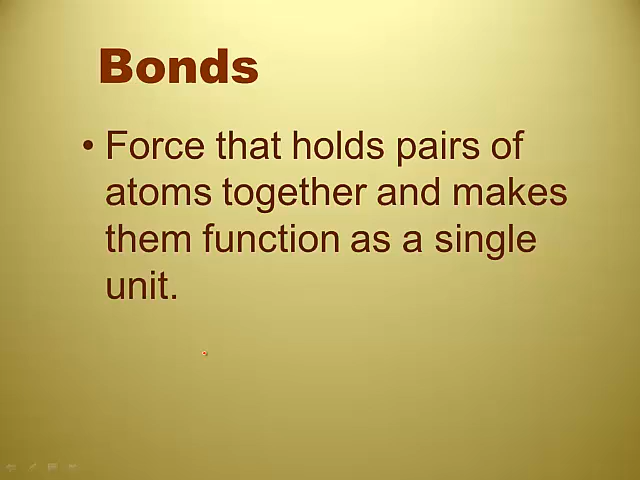 Bonds
• Force that holds pairs of
atoms together and makes
them function as a single
unit.